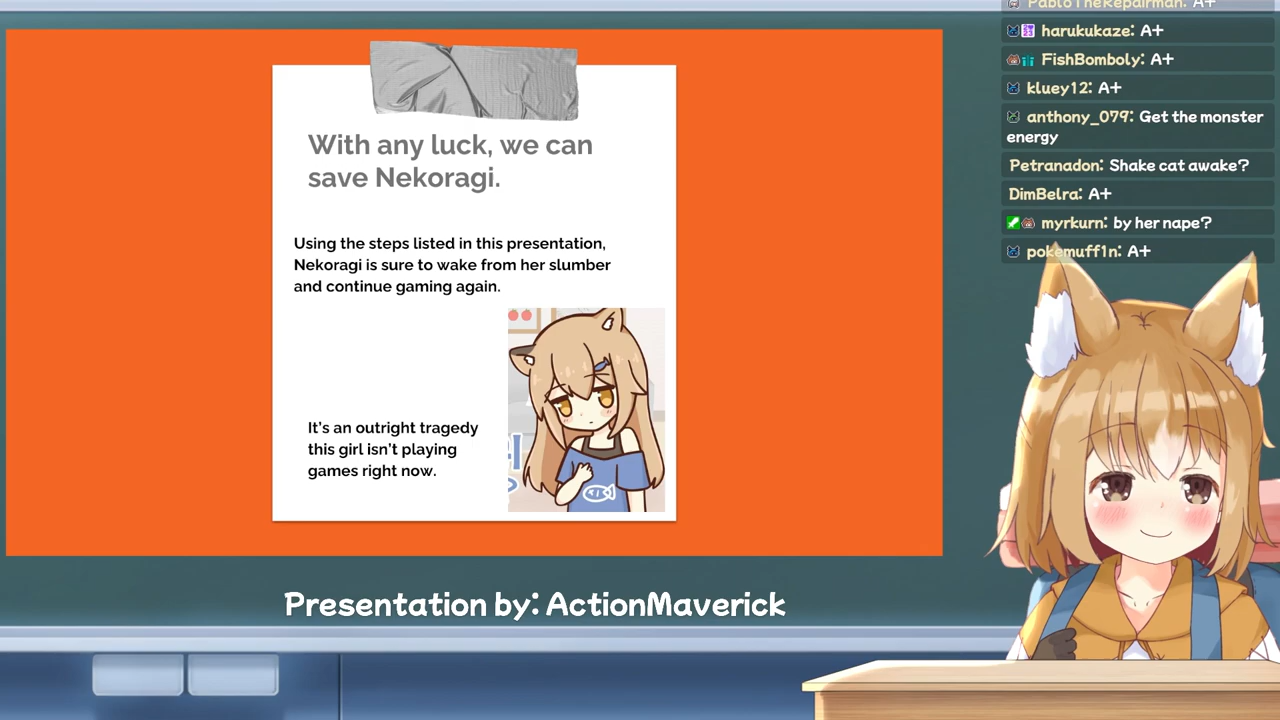 With any luck, we can
save Nekoragi.
Using the steps listed in this presentation,
Nekoragi is sure to wake from her slumber
and continue gaming again.
It's an outright tragedy
this girl isn't playing
games right now.
Presentation by: ActionMaverick
PabloTheRepairman: A+
harukukaze: A+
FishBomboly: A+
kluey12: A+
anthony_079: Get the monster
energy
Petranadon: Shake cat awake?
DimBelra: A+
myrkurn: by her nape?
pokemuff1n: A+